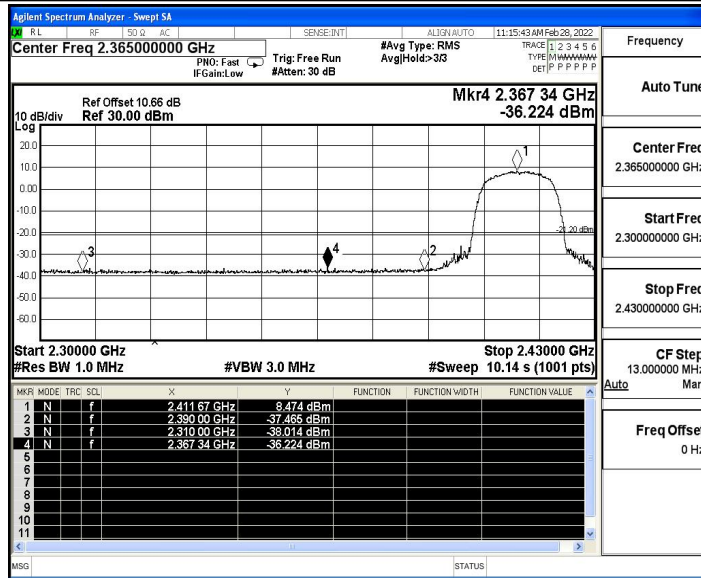 Agilent Spectrum Analyzer - Swept SA
LXI RL RF 50 Ω AC SENSE:INT ALIGN AUTO 11:15:43 AM Feb 28, 2022
Center Freq 2.365000000 GHz
#Avg Type: RMS
TRACE 1 2 3 4 5 6
PNO: Fast Trig: Free Run Avg|Hold:>3/3
TYPE M W W W W W
IFGain:Low #Atten: 30 dB
DET P P P P P P
Ref Offset 10.66 dB
Mkr4 2.367 34 GHz
10 dB/div Ref 30.00 dBm -36.224 dBm
Log
20.0
10.0
0.00
-10.0
-20.0
-30.0
-40.0
-50.0
-60.0
1
-21.20 dBm
3
4
2
Start 2.30000 GHz Stop 2.43000 GHz
#Res BW 1.0 MHz #VBW 3.0 MHz #Sweep 10.14 s (1001 pts)
MKR MODE TRC SCL X Y FUNCTION FUNCTION WIDTH FUNCTION VALUE
1 N f 2.411 67 GHz 8.474 dBm
2 N f 2.390 00 GHz -37.465 dBm
3 N f 2.310 00 GHz -38.014 dBm
4 N f 2.367 34 GHz -36.224 dBm
5
6
7
8
9
10
11
MSG STATUS
Frequency
Auto Tune
Center Freq
2.365000000 GHz
Start Freq
2.300000000 GHz
Stop Freq
2.430000000 GHz
CF Step
13.000000 MHz
Auto Man
Freq Offset
0 Hz